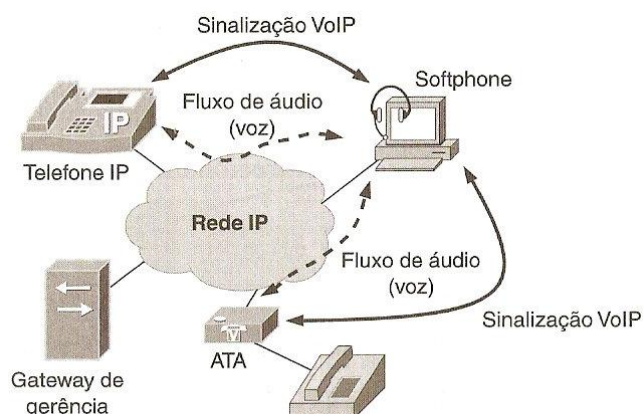 Sinalização VoIP
Softphone
Fluxo de áudio
(voz)
IP
Telefone IP
Rede IP
Fluxo de áudio
(voz)
Sinalização VoIP
V
ATA
Gateway de
gerência